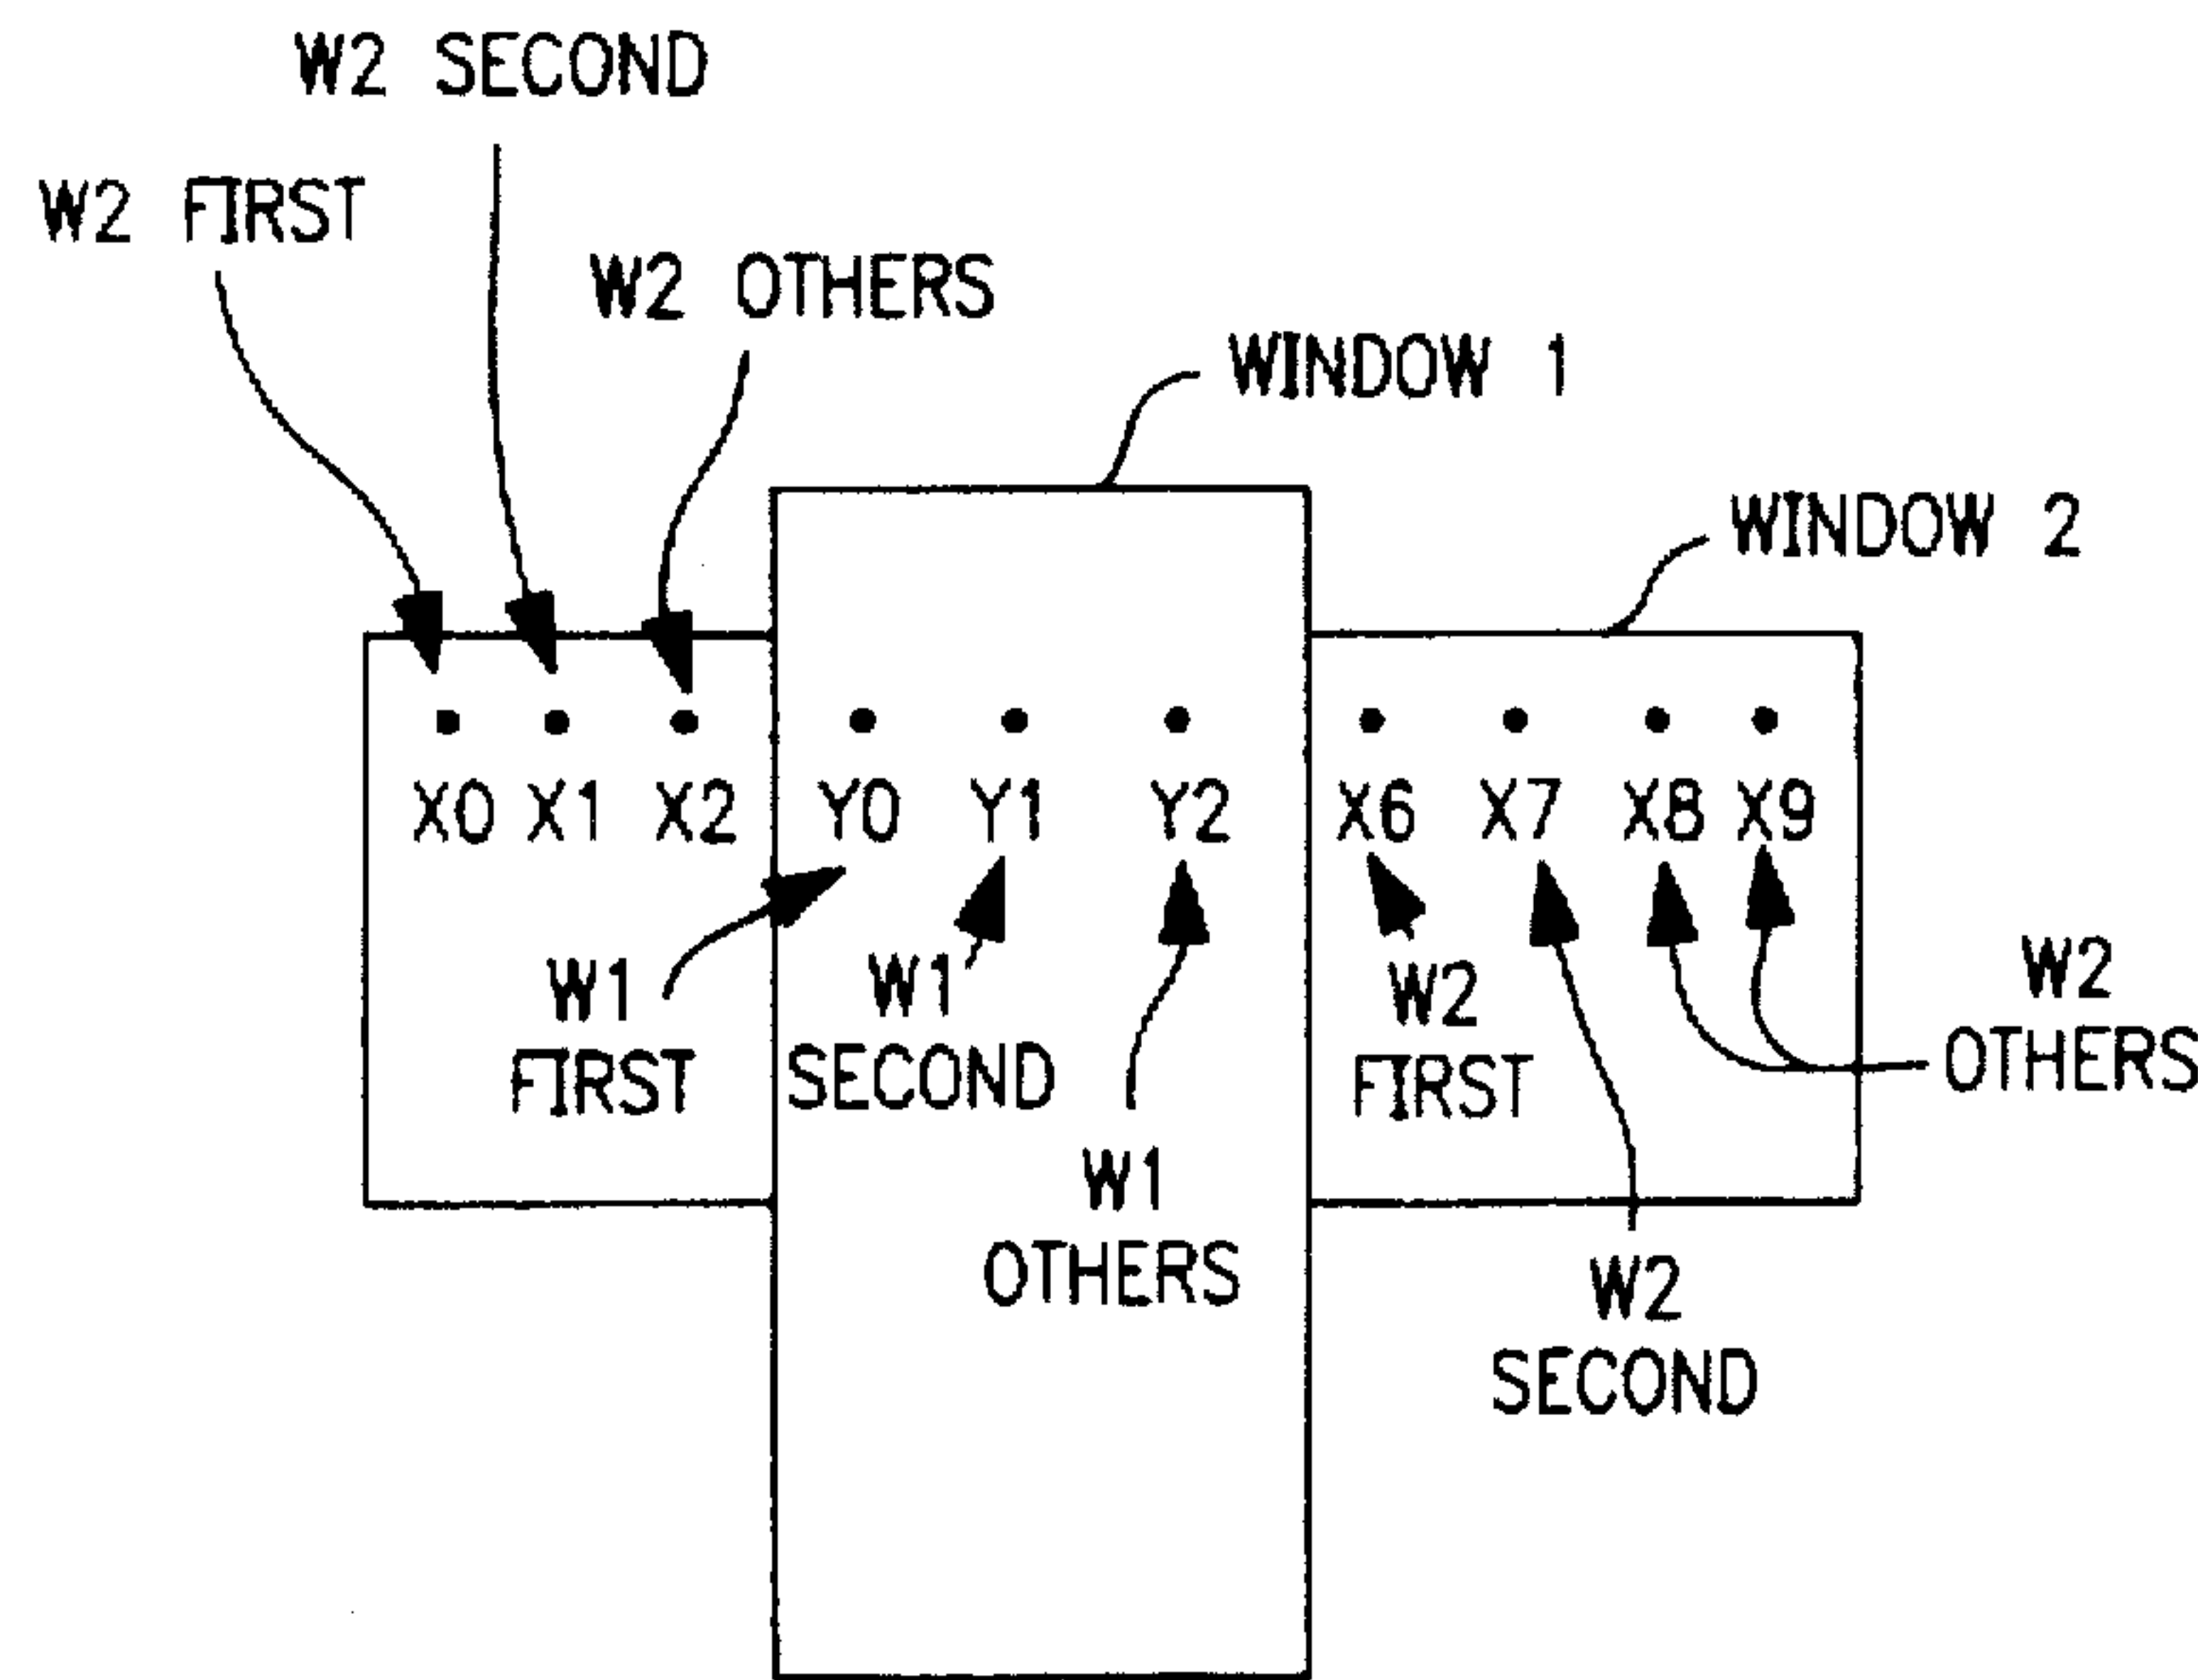 W2 SECOND
W2 FIRST
W2 OTHERS
WINDOW 1
WINDOW 2
X0 X1 X2 Y0 Y1 Y2 X6 X7 X8 X9
W1
FIRST
W1
SECOND
W1
OTHERS
W2
FIRST
W2
SECOND
W2
OTHERS